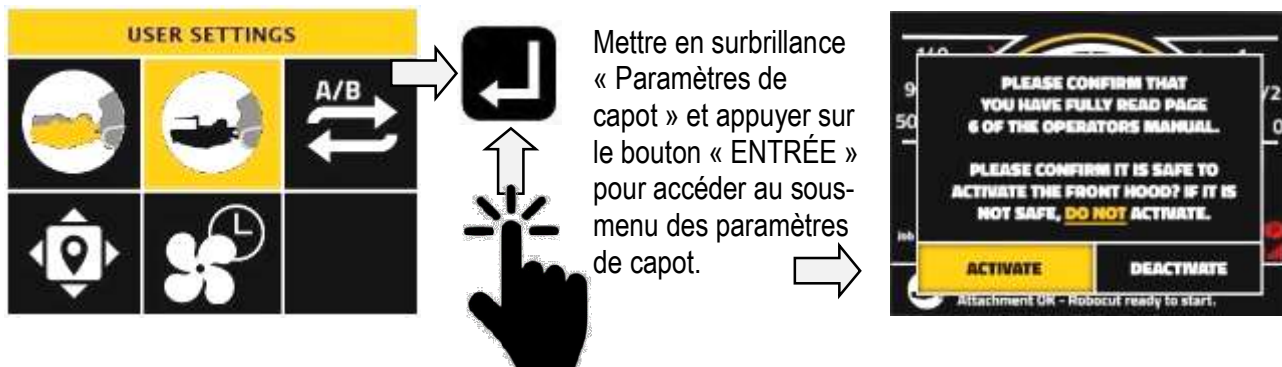 USER SETTINGS
A/B
Mettre en surbrillance
« Paramètres de
capot » et appuyer sur
le bouton « ENTRÉE »
pour accéder au sous-
menu des paramètres
de capot.
PLEASE CONFIRM THAT
YOU HAVE FULLY READ PAGE
6 OF THE OPERATORS MANUAL.
PLEASE CONFIRM IT IS SAFE TO
ACTIVATE THE FRONT HOOD? IF IT IS
NOT SAFE, DO NOT ACTIVATE.
ACTIVATE
DEACTIVATE
Attachment OK - Robocut ready to start.